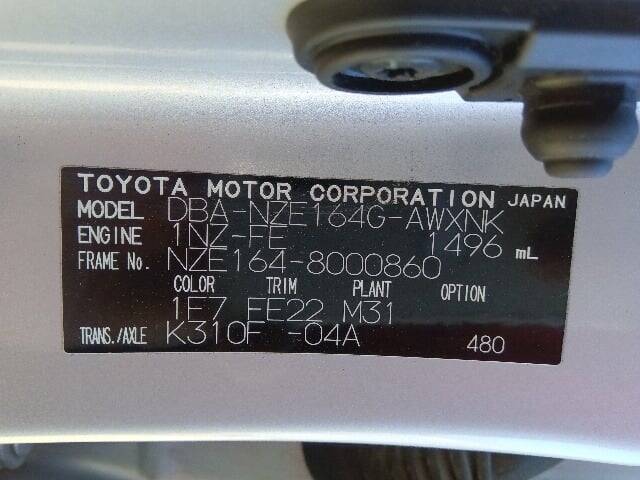 TOYOTA MOTOR CORPORATION JAPAN
MODEL DBA-NZE164G-AWXNK
ENGINE 1NZ-FE 1496 mL
FRAME No. NZE164-8000860
COLOR TRIM PLANT OPTION
1E7 FE22 M31
TRANS./AXLE K310F -04A 480